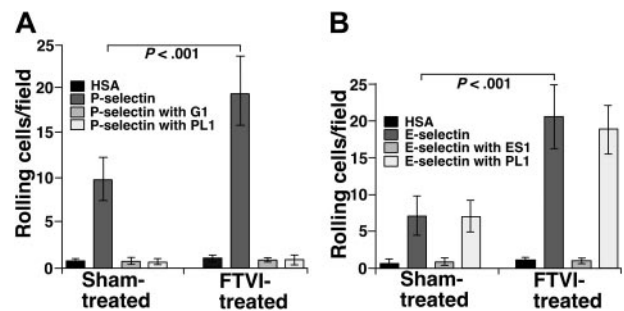 A
Rolling cells/field
25
20
15
10
5
0
P < .001
HSA
P-selectin
P-selectin with G1
P-selectin with PL1
Sham-
treated
FTVI-
treated
B
Rolling cells/field
25
20
15
10
5
0
P < .001
HSA
E-selectin
E-selectin with ES1
E-selectin with PL1
Sham-
treated
FTVI-
treated